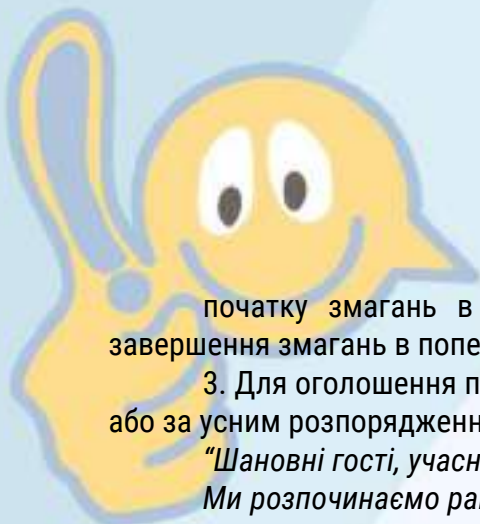 початку змагань в
завершення змагань в попе
3. Для оголошення п
або за усним розпорядженн
“Шановні гості, учасн
Ми розпочинаємо ра